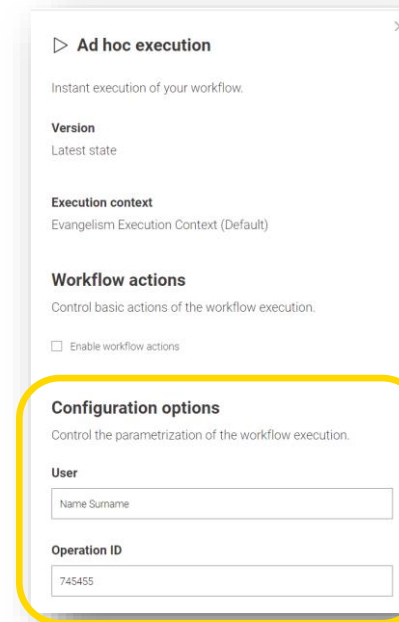 Ad hoc execution
Instant execution of your workflow.
Version
Latest state
Execution context
Evangelism Execution Context (Default)
Workflow actions
Control basic actions of the workflow execution.
Enable workflow actions
Configuration options
Control the parametrization of the workflow execution.
User
Name Surname
Operation ID
745455